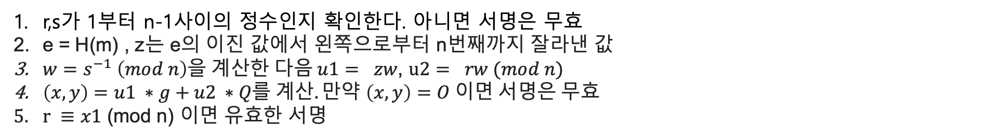 1. r,s가 1부터 n-1사이의 정수인지 확인한다. 아니면 서명은 무효
2. e = H(m) , z는 e의 이진 값에서 왼쪽으로부터 n번째까지 잘라낸 값
3. w = s⁻¹ (mod n)을 계산한 다음 u1 = zw, u2 = rw (mod n)
4. (x, y) = u1 * g + u2 * Q를 계산. 만약 (x, y) = O 이면 서명은 무효
5. r ≡ x1 (mod n) 이면 유효한 서명